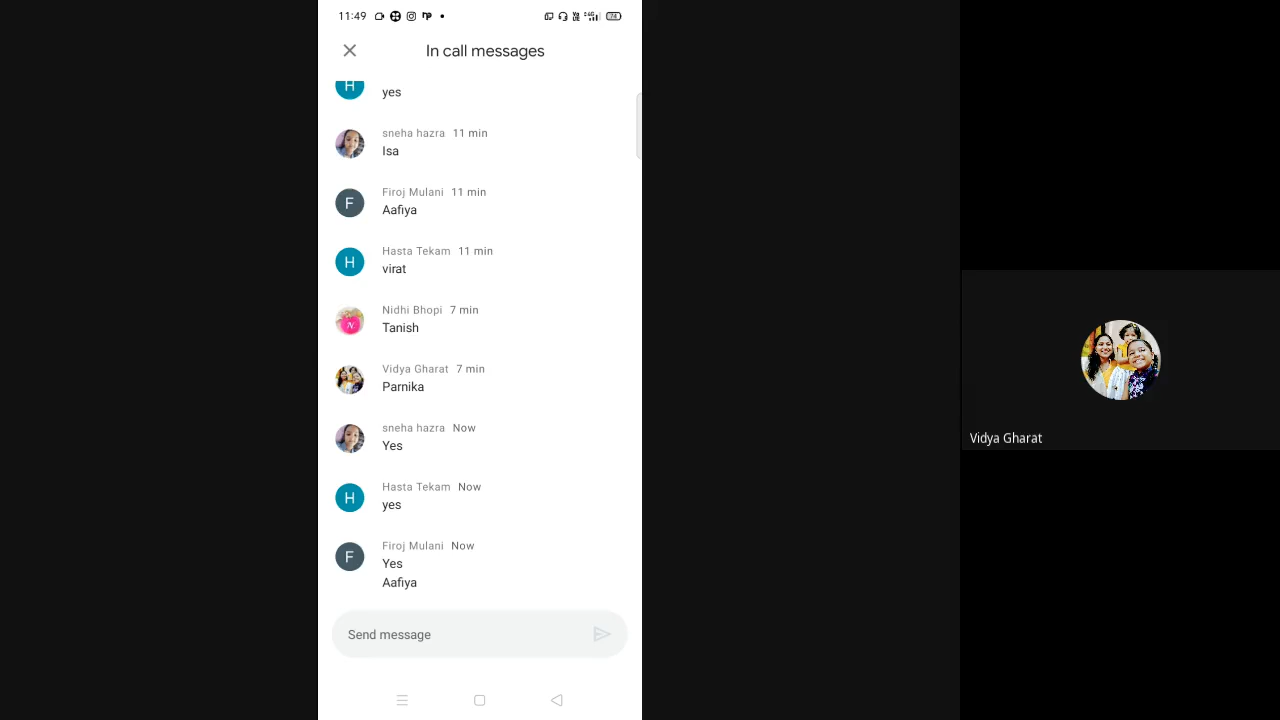 11:49
In call messages
yes
sneha hazra 11 min
Isa
Firoj Mulani 11 min
Aafiya
Hasta Tekam 11 min
virat
Nidhi Bhopi 7 min
Tanish
Vidya Gharat 7 min
Parnika
sneha hazra Now
Yes
Hasta Tekam Now
yes
Firoj Mulani Now
Yes
Aafiya
Send message
Vidya Gharat